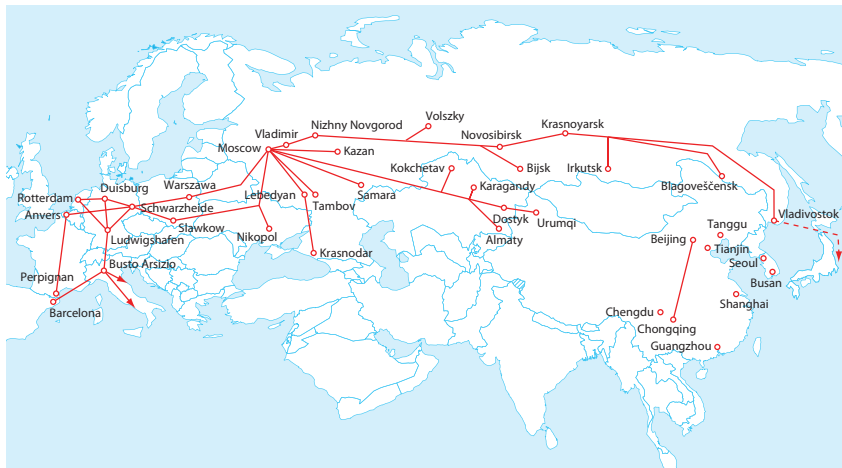 Volszky
Nizhny Novgorod
Krasnoyarsk
Vladimir
Novosibirsk
Moscow
Kazan
Kokchetav
Bijsk
Irkutsk
Duisburg
Warszawa
Karagandy
Blagoveščensk
Rotterdam
Lebedyan
Samara
Schwarzheide
Tambov
Anvers
Dostyk
Urumqi
Vladivostok
Slawkow
Tanggu
Ludwigshafen
Nikopol
Almaty
Beijing
Tianjin
Krasnodar
Busto Arsizio
Seoul
Perpignan
Busan
Shanghai
Barcelona
Chengdu
Chongqing
Guangzhou